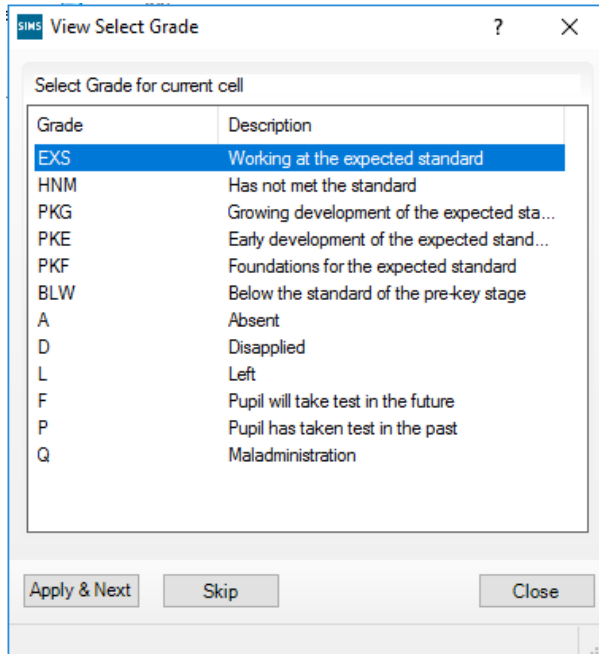 SIMS View Select Grade ?
Select Grade for current cell
Grade Description
EXS Working at the expected standard
HNM Has not met the standard
PKG Growing development of the expected sta...
PKE Early development of the expected stand...
PKF Foundations for the expected standard
BLW Below the standard of the pre-key stage
A Absent
D Disapplied
L Left
F Pupil will take test in the future
P Pupil has taken test in the past
Q Maladministration
Apply & Next Skip Close